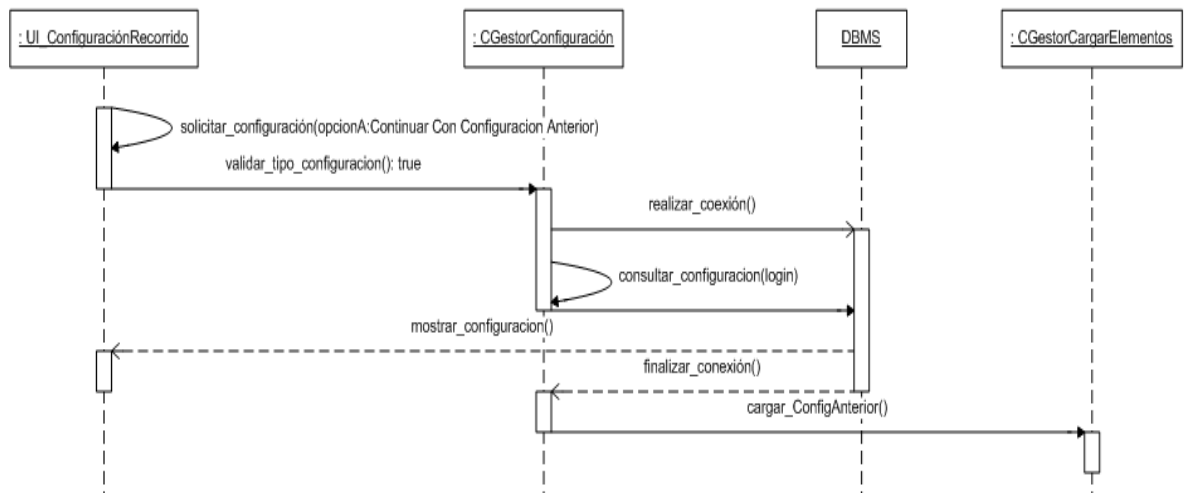 : UI_ConfiguraciónRecorrido
: CGestorConfiguración
DBMS
: CGestorCargarElementos
solicitar_configuración(opcionA:Continuar Con Configuracion Anterior)
validar_tipo_configuracion(): true
realizar_coexión()
consultar_configuracion(login)
mostrar_configuracion()
finalizar_conexión()
cargar_ConfigAnterior()